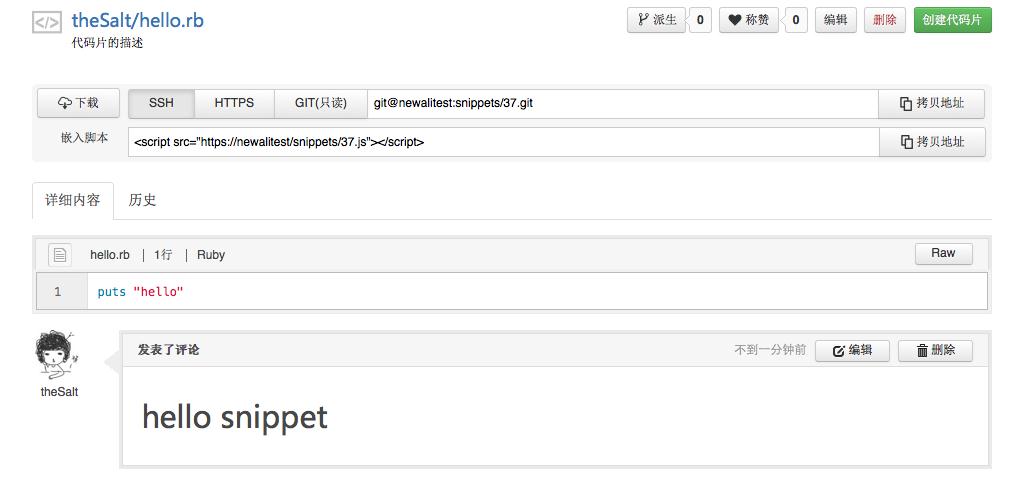 theSalt/hello.rb
代码片的描述
派生 0 称赞 0 编辑 删除 创建代码片
下载 SSH HTTPS GIT(只读) git@newalitest:snippets/37.git 拷贝地址
嵌入脚本 <script src="https://newalitest/snippets/37.js"></script> 拷贝地址
详细内容 历史
hello.rb | 1行 | Ruby Raw
1 puts "hello"
发表了评论 不到一分钟前 编辑 删除
theSalt
hello snippet